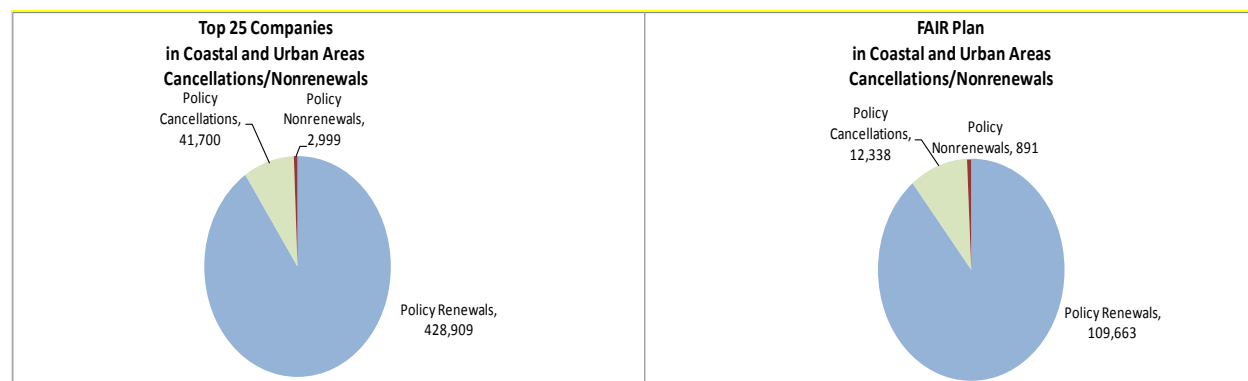 Top 25 Companies
in Coastal and Urban Areas
Cancellations/Nonrenewals
Policy
Cancellations,
41,700
Policy
Nonrenewals,
2,999
Policy Renewals,
428,909
FAIR Plan
in Coastal and Urban Areas
Cancellations/Nonrenewals
Policy
Cancellations,
12,338
Policy
Nonrenewals, 891
Policy Renewals,
109,663